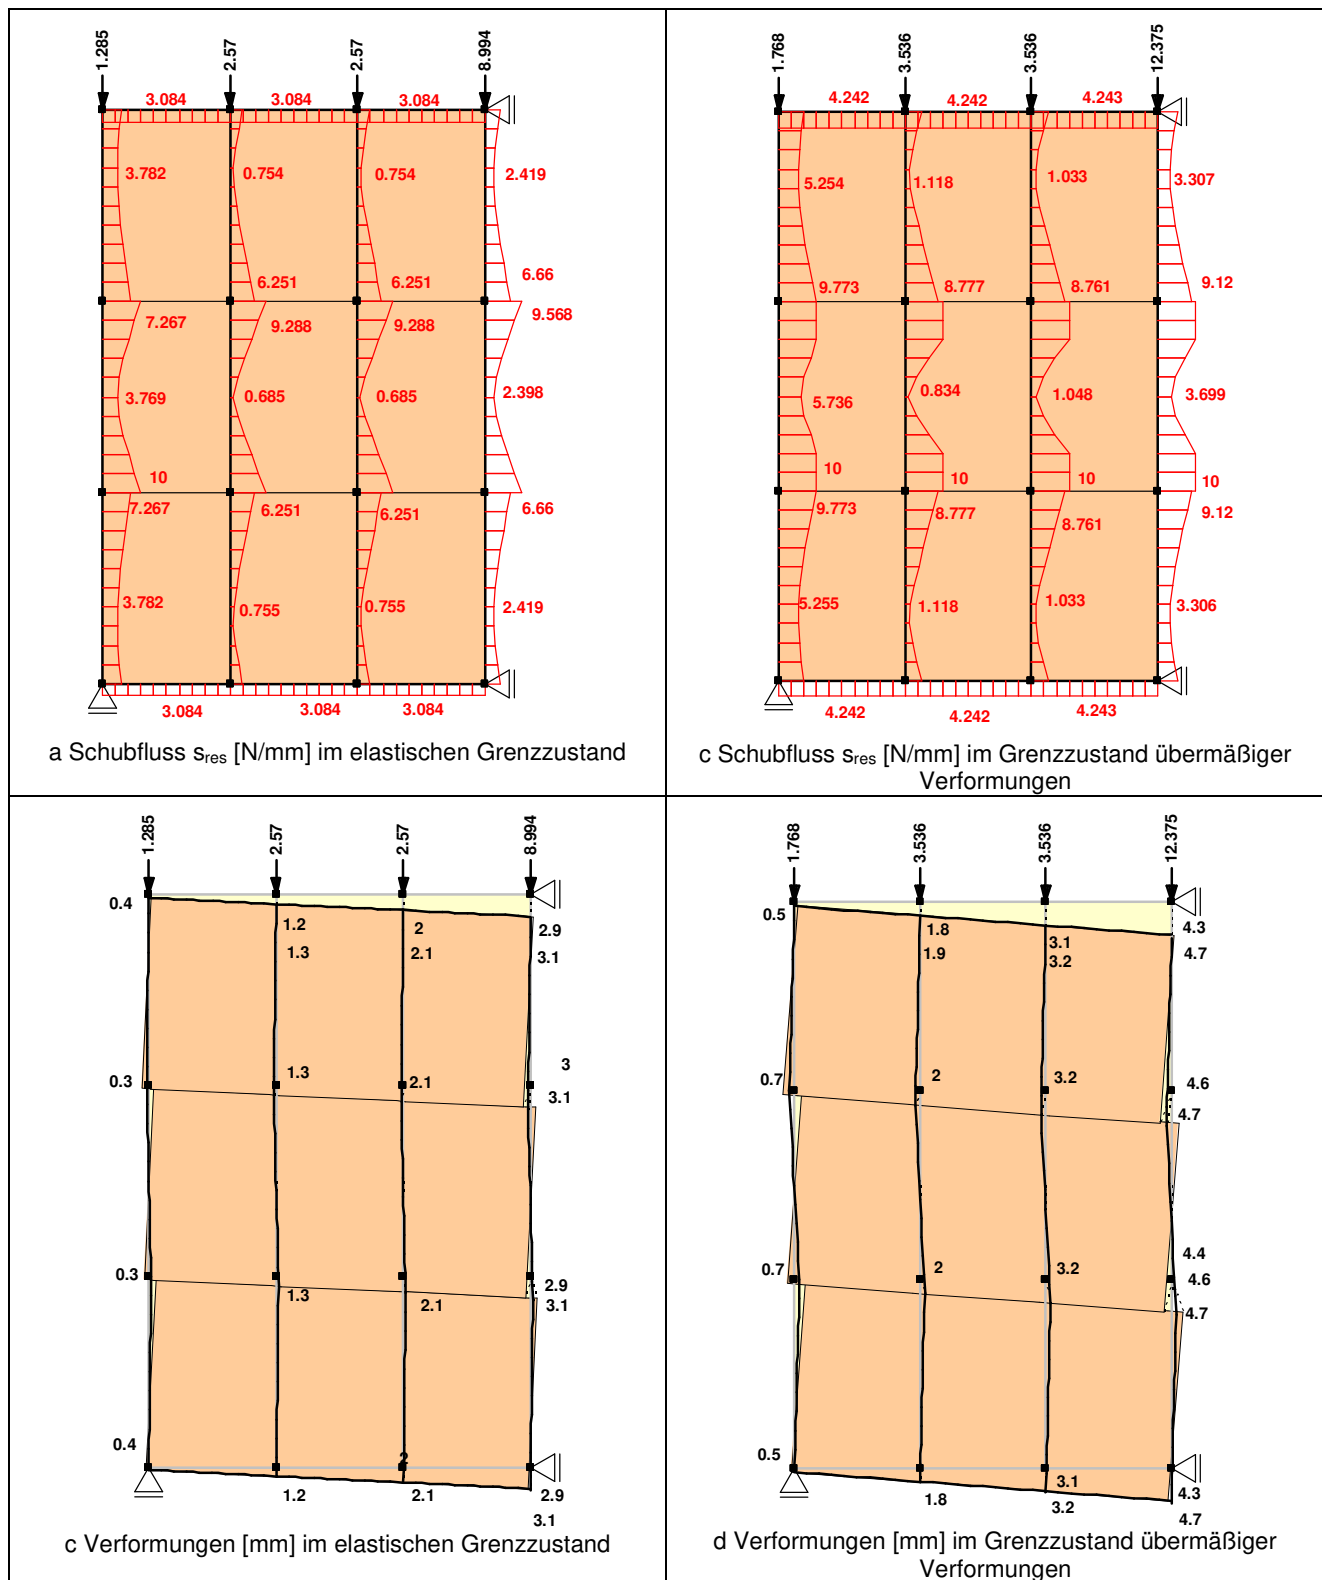 1.285 2.57 2.57 8.994
3.084 3.084 3.084
3.782 0.754 0.754 2.419
6.251 6.251 6.66
7.267 9.288 9.288 9.568
3.769 0.685 0.685 2.398
10
7.267 6.251 6.251 6.66
3.782 0.755 0.755 2.419
3.084 3.084 3.084
a Schubfluss sres [N/mm] im elastischen Grenzzustand
1.768 3.536 3.536 12.375
4.242 4.242 4.243
5.254 1.118 1.033 3.307
9.773 8.777 8.761 9.12
5.736 0.834 1.048 3.699
10 10 10 10
9.773 8.777 8.761 9.12
5.255 1.118 1.033 3.306
4.242 4.242 4.243
c Schubfluss sres [N/mm] im Grenzzustand übermäßiger
Verformungen
1.285 2.57 2.57 8.994
0.4 1.2 2 2.9
1.3 2.1 3.1
0.3 1.3 2.1 3
3.1
0.3 1.3 2.1 2.9
3.1
0.4 2
1.2 2.1 2.9
3.1
c Verformungen [mm] im elastischen Grenzzustand
1.768 3.536 3.536 12.375
0.5 1.8 3.1 4.3
1.9 3.2 4.7
0.7 2 3.2 4.6
4.7
4.4
0.7 2 3.2 4.6
4.7
0.5 3.1
1.8 3.2 4.3
4.7
d Verformungen [mm] im Grenzzustand übermäßiger
Verformungen